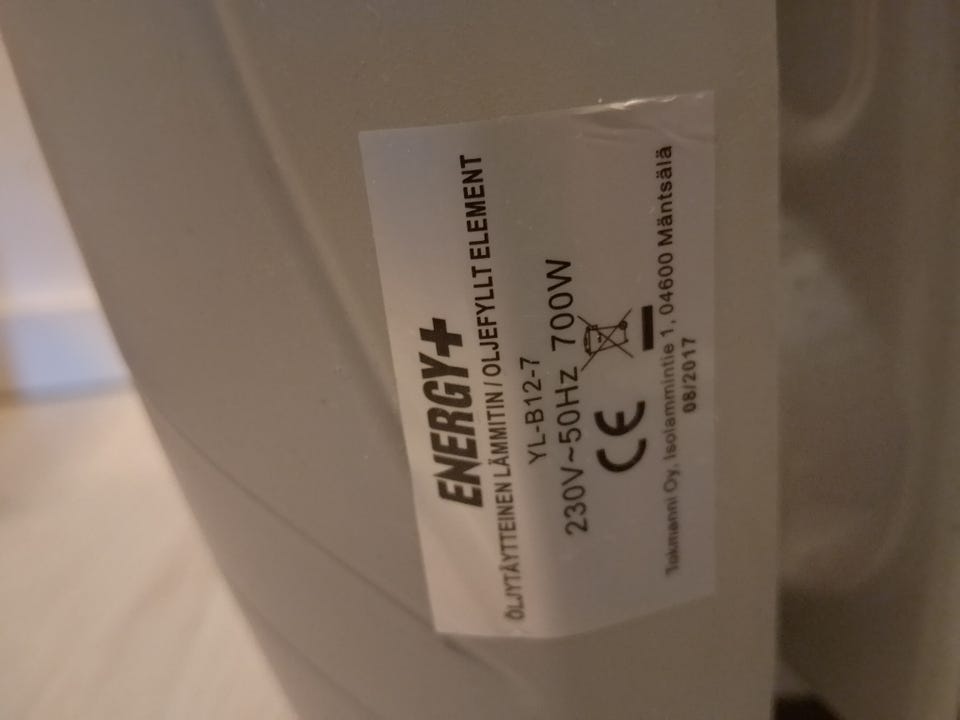 ENERGY+
ÖLJYTÄYTTEINEN LÄMMITIN / OLJEFYLLT ELEMENT
YL-B12-7
230V~50Hz 700W
CE
Tokmanni Oy, Isolammintie 1, 04600 Mäntsälä
08/2017